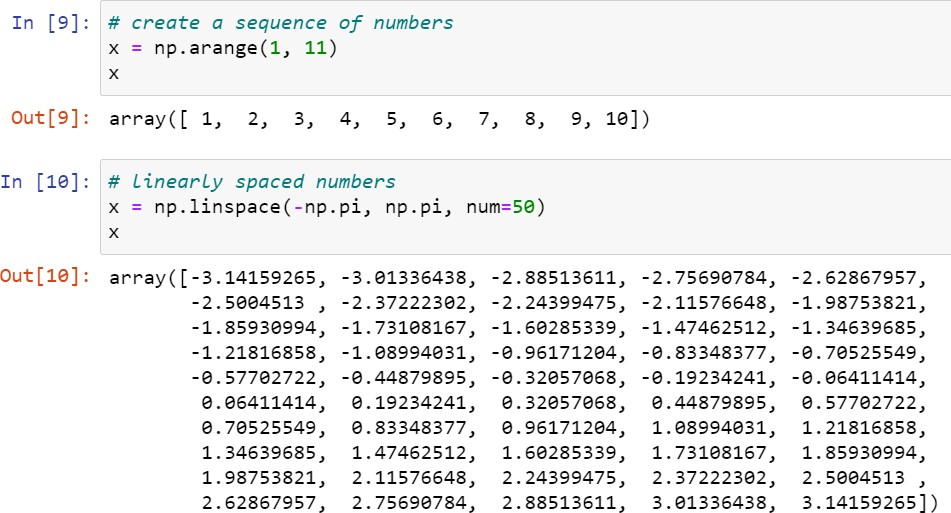 In [9]: # create a sequence of numbers
x = np.arange(1, 11)
x
Out[9]: array([ 1,  2,  3,  4,  5,  6,  7,  8,  9, 10])
In [10]: # linearly spaced numbers
x = np.linspace(-np.pi, np.pi, num=50)
x
Out[10]: array([-3.14159265, -3.01336438, -2.88513611, -2.75690784, -2.62867957,
-2.5004513 , -2.37222302, -2.24399475, -2.11576648, -1.98753821,
-1.85930994, -1.73108167, -1.60285339, -1.47462512, -1.34639685,
-1.21816858, -1.08994031, -0.96171204, -0.83348377, -0.70525549,
-0.57702722, -0.44879895, -0.32057068, -0.19234241, -0.06411414,
0.06411414,  0.19234241,  0.32057068,  0.44879895,  0.57702722,
0.70525549,  0.83348377,  0.96171204,  1.08994031,  1.21816858,
1.34639685,  1.47462512,  1.60285339,  1.73108167,  1.85930994,
1.98753821,  2.11576648,  2.24399475,  2.37222302,  2.5004513 ,
2.62867957,  2.75690784,  2.88513611,  3.01336438,  3.14159265])